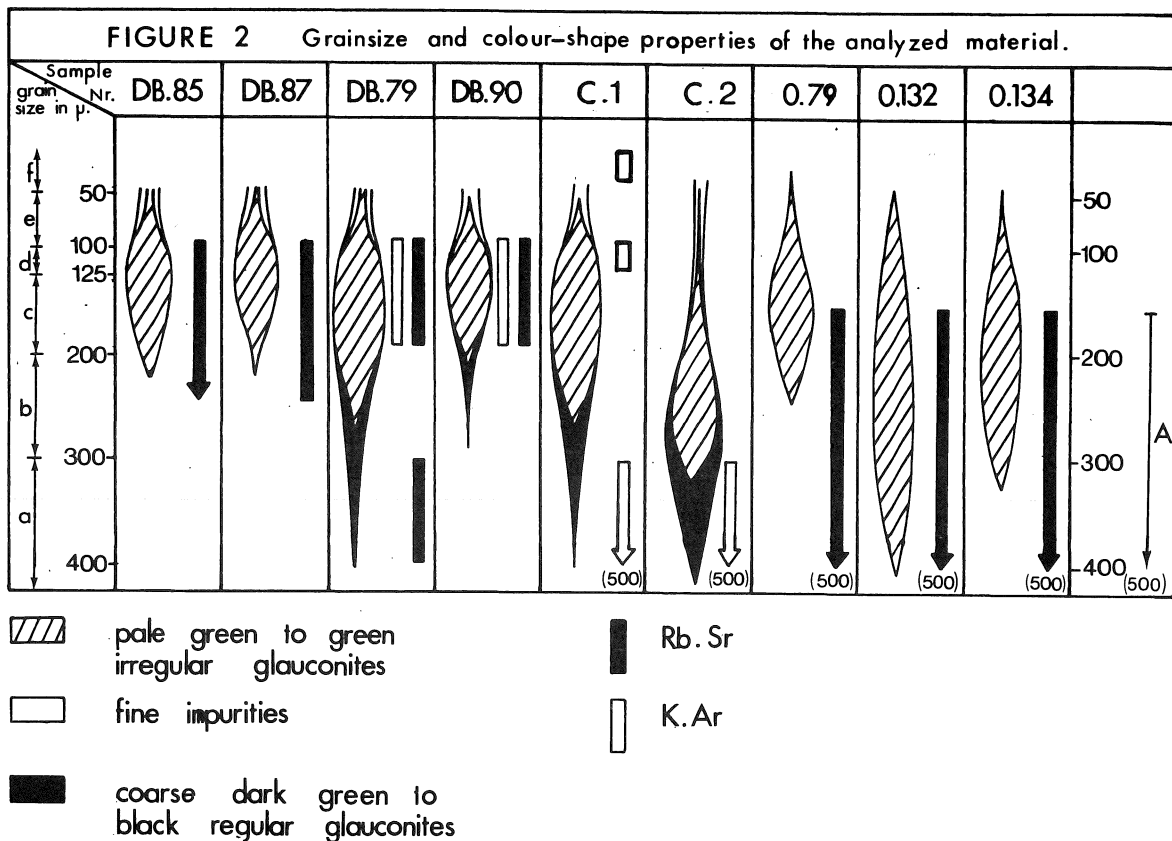 FIGURE 2 Grainsize and colour-shape properties of the analyzed material.
Sample Nr.
grain size in µ.
DB.85 DB.87 DB.79 DB.90 C.1 C.2 0.79 0.132 0.134
f
50 50
e
100 100
d
125
c
200 200
b
A
300 300
a
400 400
(500) (500) (500) (500) (500) (500)
pale green to green
irregular glauconites
Rb.Sr
fine impurities
K.Ar
coarse dark green to
black regular glauconites